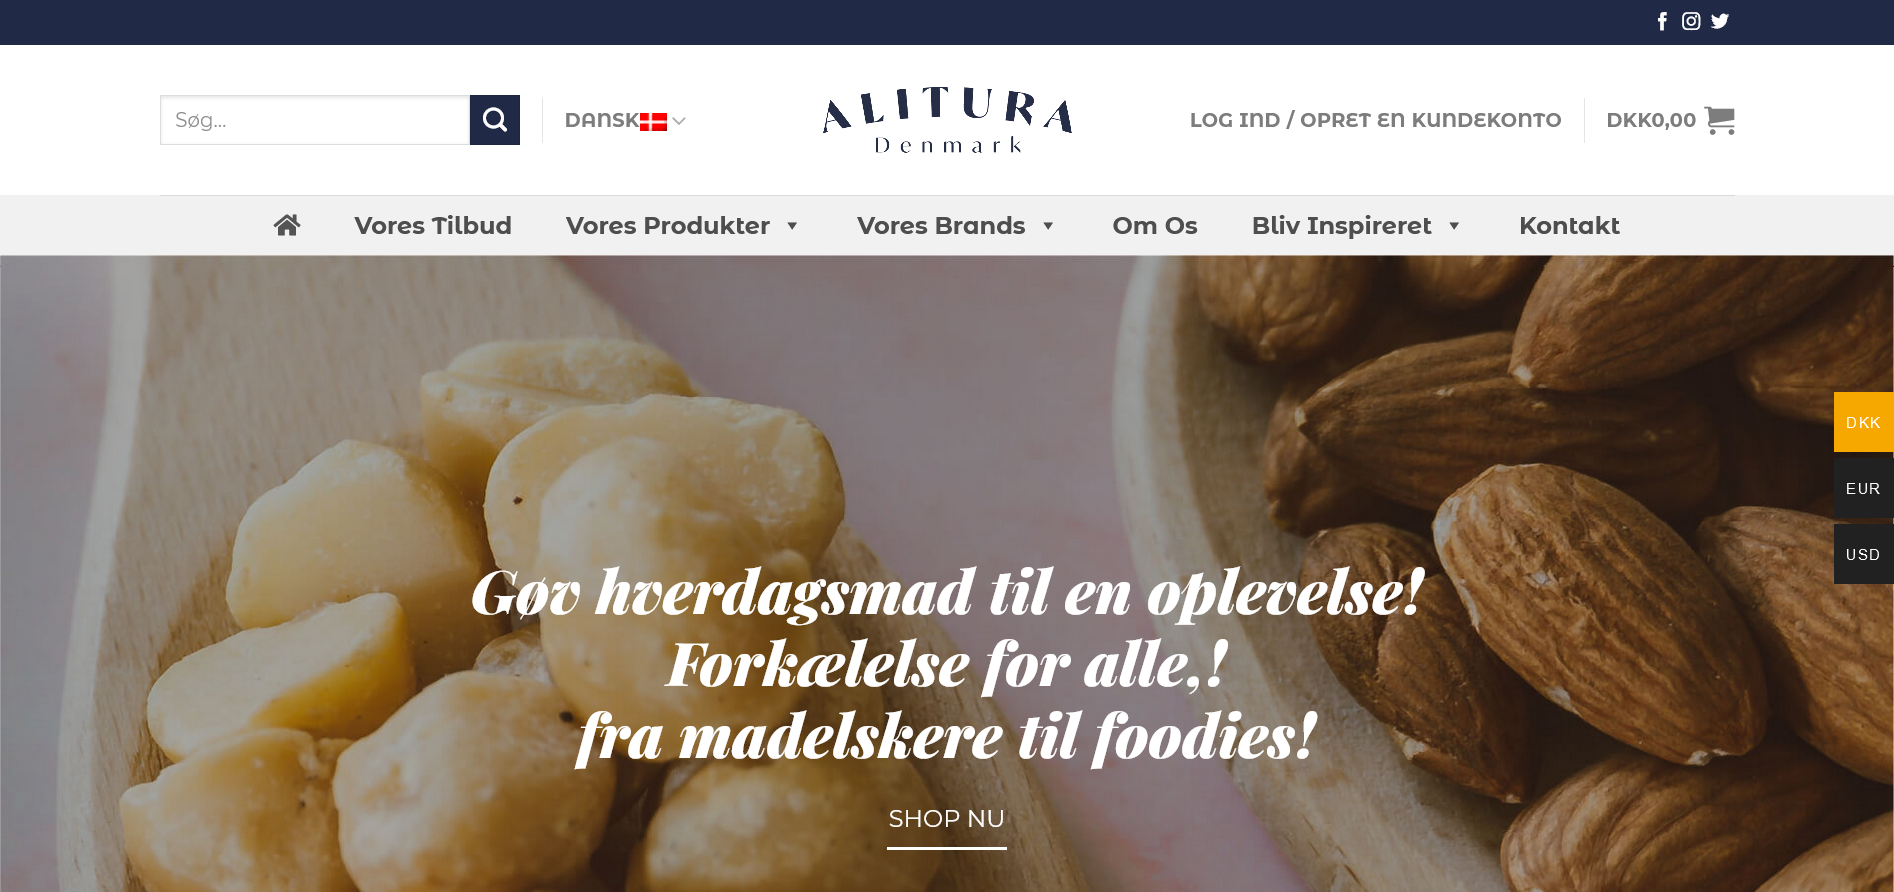 Søg...
DANSK
ALITURA
Denmark
LOG IND / OPRET EN KUNDEKONTO
DKK0,00
Vores Tilbud
Vores Produkter
Vores Brands
Om Os
Bliv Inspireret
Kontakt
DKK
EUR
USD
Gøv hverdagsmad til en oplevelse!
Forkælelse for alle,!
fra madelskere til foodies!
SHOP NU